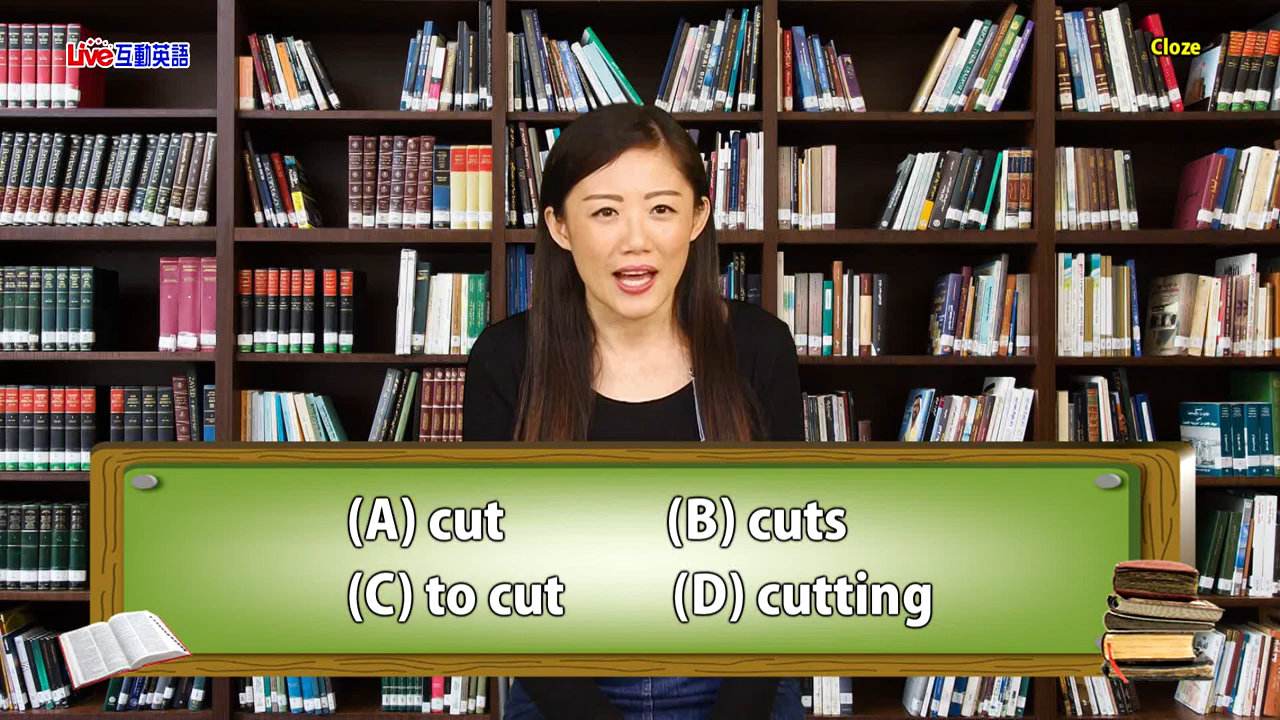 Live互動英語
Cloze
(A) cut
(B) cuts
(C) to cut
(D) cutting